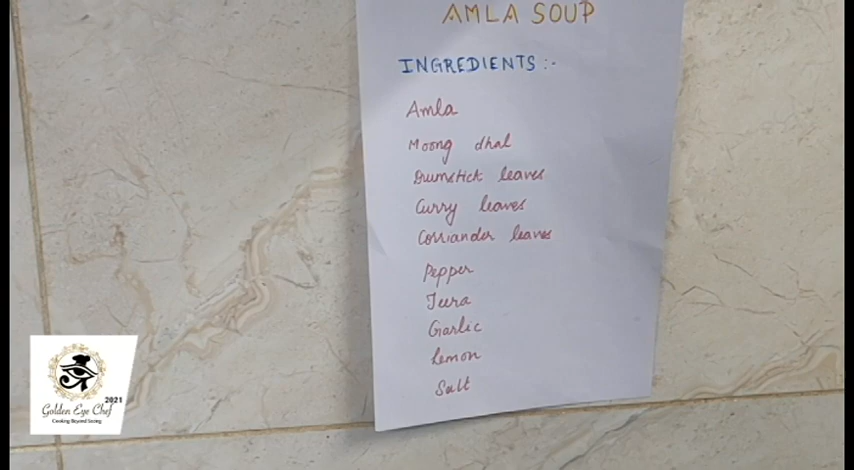 AMLA SOUP
INGREDIENTS :-
Amla
Moong dhal
Drumstick leaves
Curry leaves
Corriander leaves
Pepper
Jeera
Garlic
Lemon
Salt
2021
Golden Eye Chef
Cooking Beyond Seeing